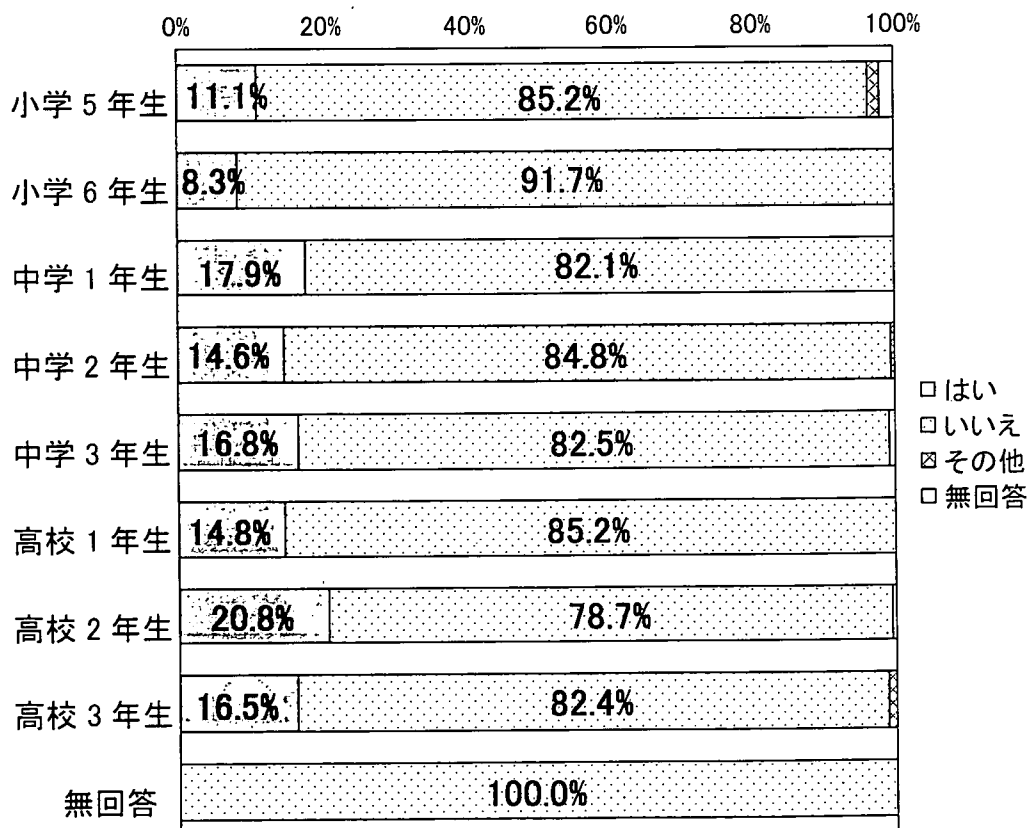 0% 20% 40% 60% 80% 100%
小学5年生 11.1% 85.2%
小学6年生 8.3% 91.7%
中学1年生 17.9% 82.1%
中学2年生 14.6% 84.8%
中学3年生 16.8% 82.5%
高校1年生 14.8% 85.2%
高校2年生 20.8% 78.7%
高校3年生 16.5% 82.4%
無回答 100.0%
はい
いいえ
その他
無回答